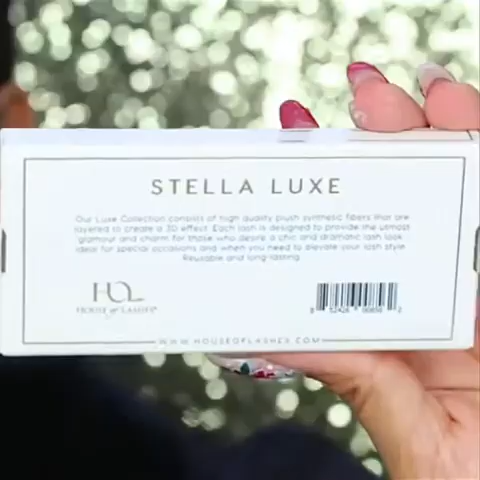 STELLA LUXE
Our Luxe Collection consists of high quality plush synthetic fibers that are
layered to create a 3D effect. Each lash is designed to provide the utmost
glamour and charm for those who desire a chic and dramatic lash look.
Ideal for special occasions and when you need to elevate your lash style.
Reusable and long-lasting.
HOL
HOUSE of LASHES®
WWW.HOUSEOFLASHES.COM